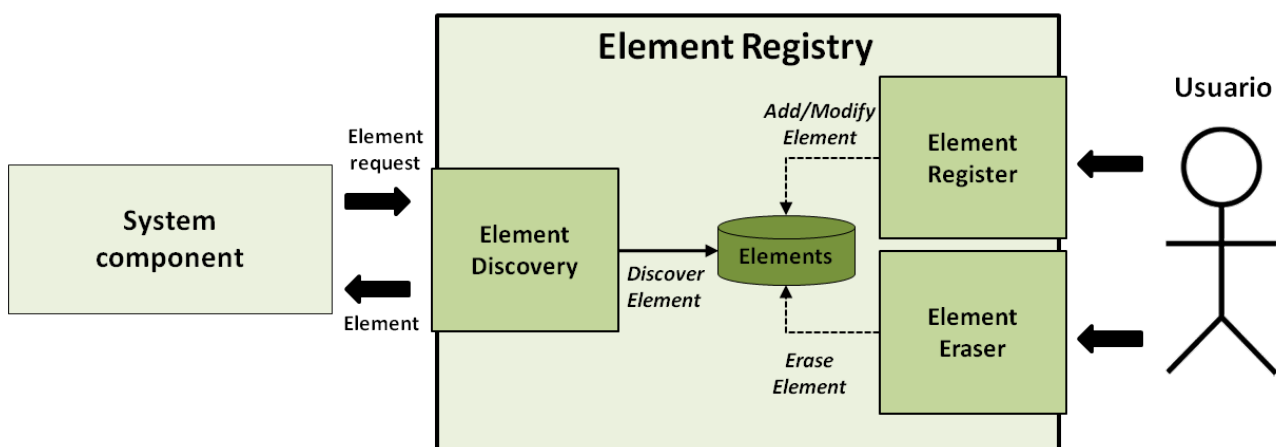 Element Registry
Usuario
Add/Modify
Element
Element
Register
Element
request
System
component
Element
Discovery
Elements
Discover
Element
Element
Element
Eraser
Erase
Element